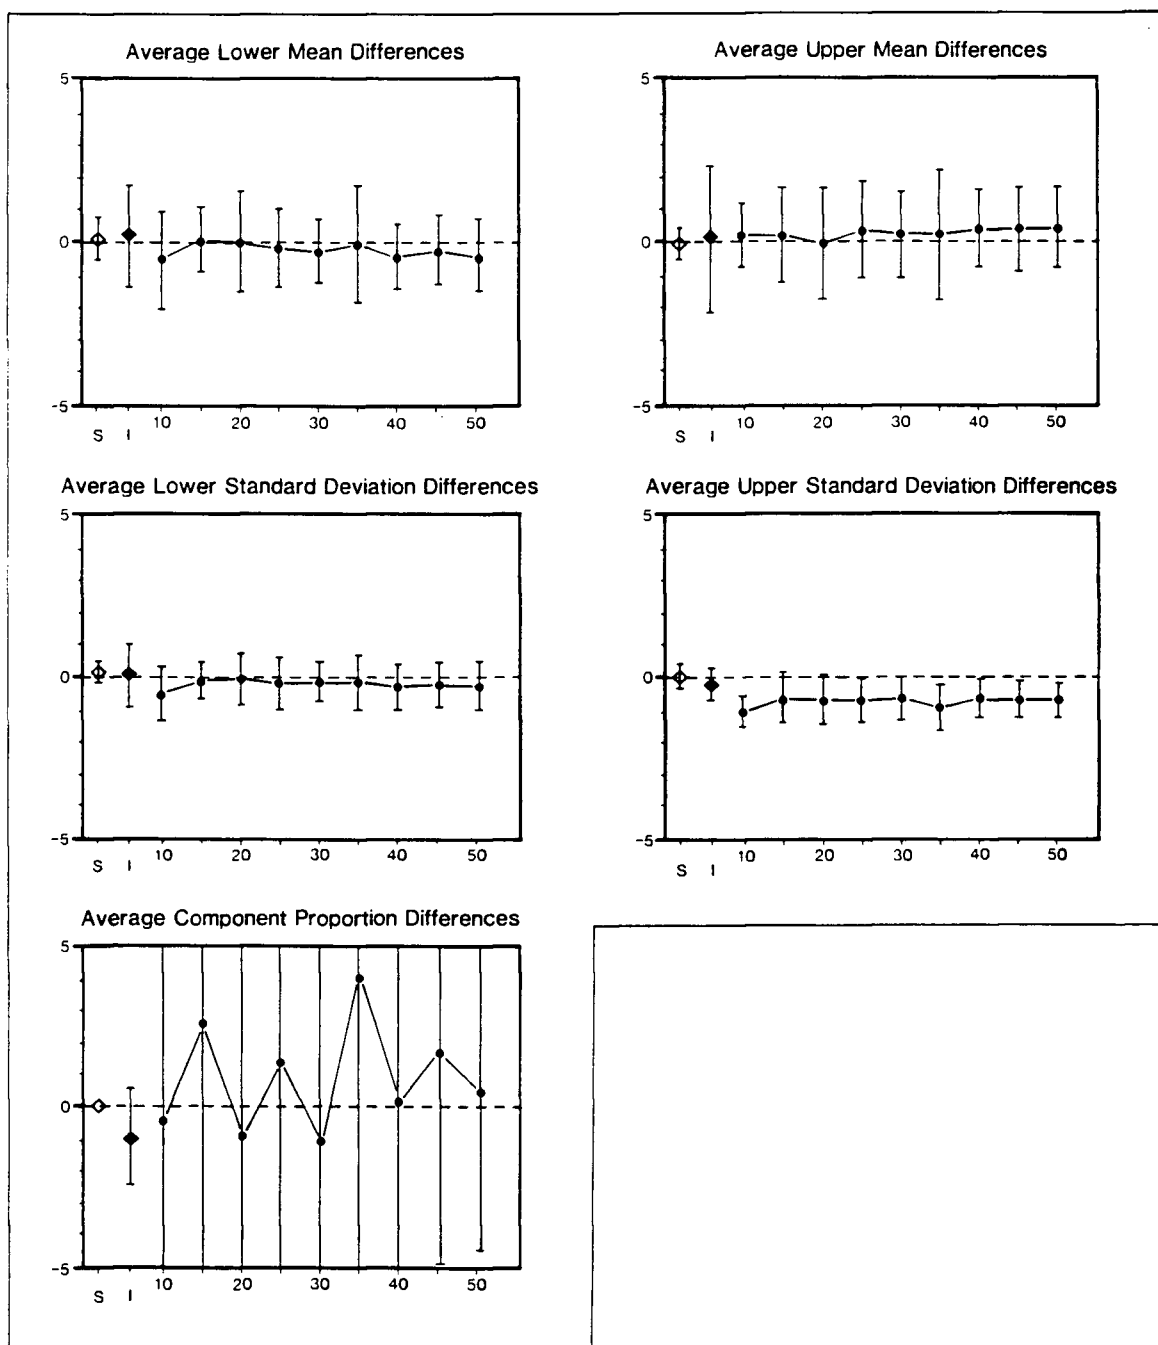 Average Lower Mean Differences
5
0
-5
S I 10 20 30 40 50
Average Upper Mean Differences
5
0
-5
S I 10 20 30 40 50
Average Lower Standard Deviation Differences
5
0
-5
S I 10 20 30 40 50
Average Upper Standard Deviation Differences
5
0
-5
S I 10 20 30 40 50
Average Component Proportion Differences
5
0
-5
S I 10 20 30 40 50